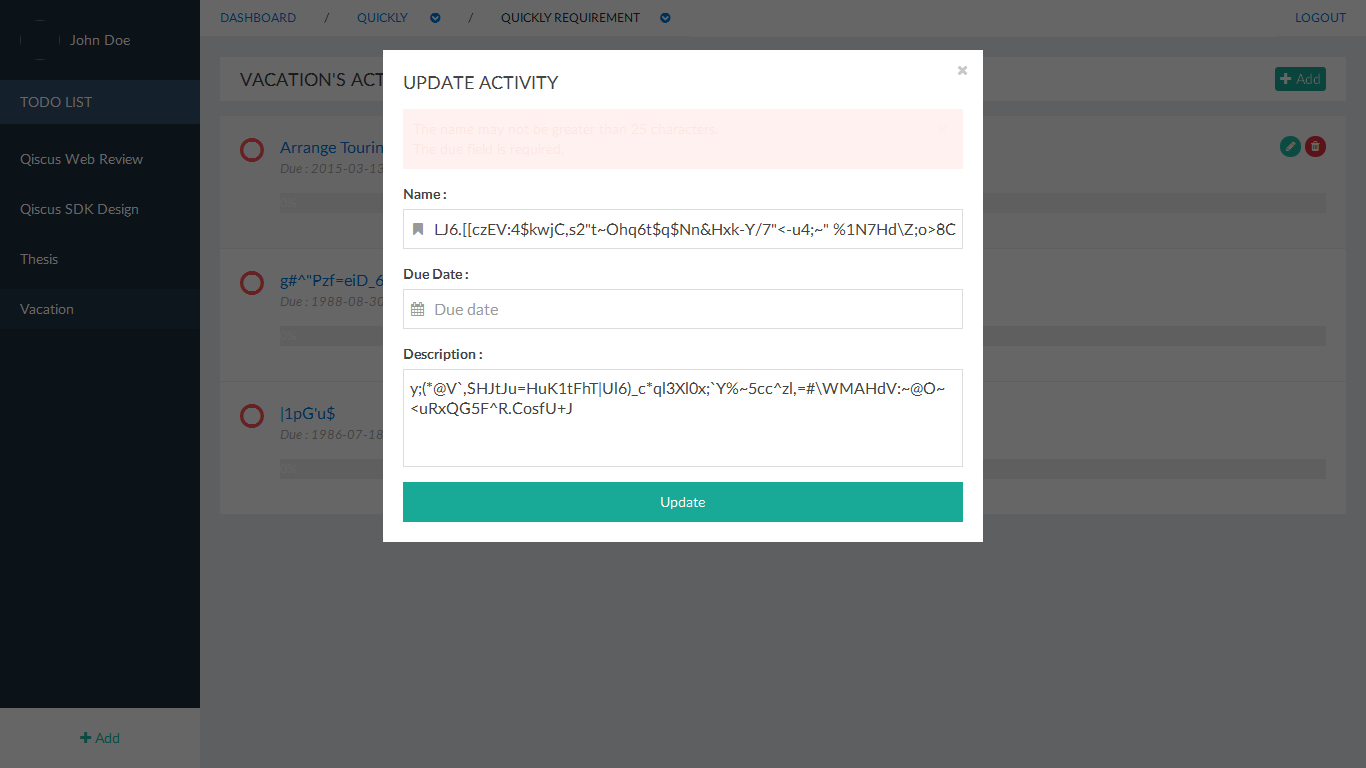 John Doe
TODO LIST
Qiscus Web Review
Qiscus SDK Design
Thesis
Vacation
Add
DASHBOARD / QUICKLY / QUICKLY REQUIREMENT
LOGOUT
VACATION'S ACT
Add
Arrange Tourin
Due : 2015-03-13
0%
g#^"Pzf=eiD_6
Due : 1988-08-30
0%
|1pG'u$
Due : 1986-07-18
0%
UPDATE ACTIVITY
The name may not be greater than 25 characters.
The due field is required.
Name :
LJ6.[[czEV:4$kwjC,s2"t~Ohq6t$q$Nn&Hxk-Y/7"<-u4;~" %1N7Hd\Z;o>8C
Due Date :
Due date
Description :
y;(*@V`,$HJtJu=HuK1tFhT|Ul6)_c*ql3Xl0x;`Y%~5cc^zl,=#\WMAHdV:~@O~
<uRxQG5F^R.CosfU+J
Update